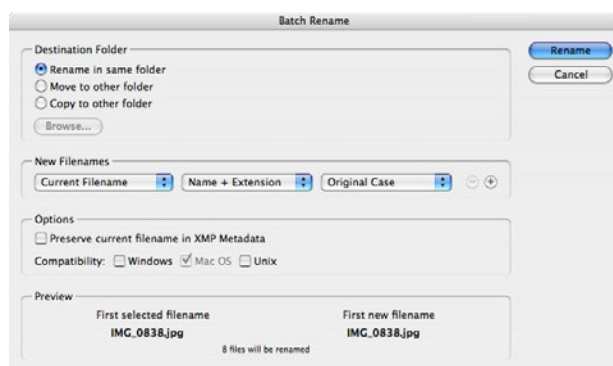 Batch Rename
Destination Folder
Rename in same folder
Move to other folder
Copy to other folder
Browse...
Rename
Cancel
New Filenames
Current Filename Name + Extension Original Case
Options
Preserve current filename in XMP Metadata
Compatibility: Windows Mac OS Unix
Preview
First selected filename First new filename
IMG_0838.jpg IMG_0838.jpg
8 files will be renamed